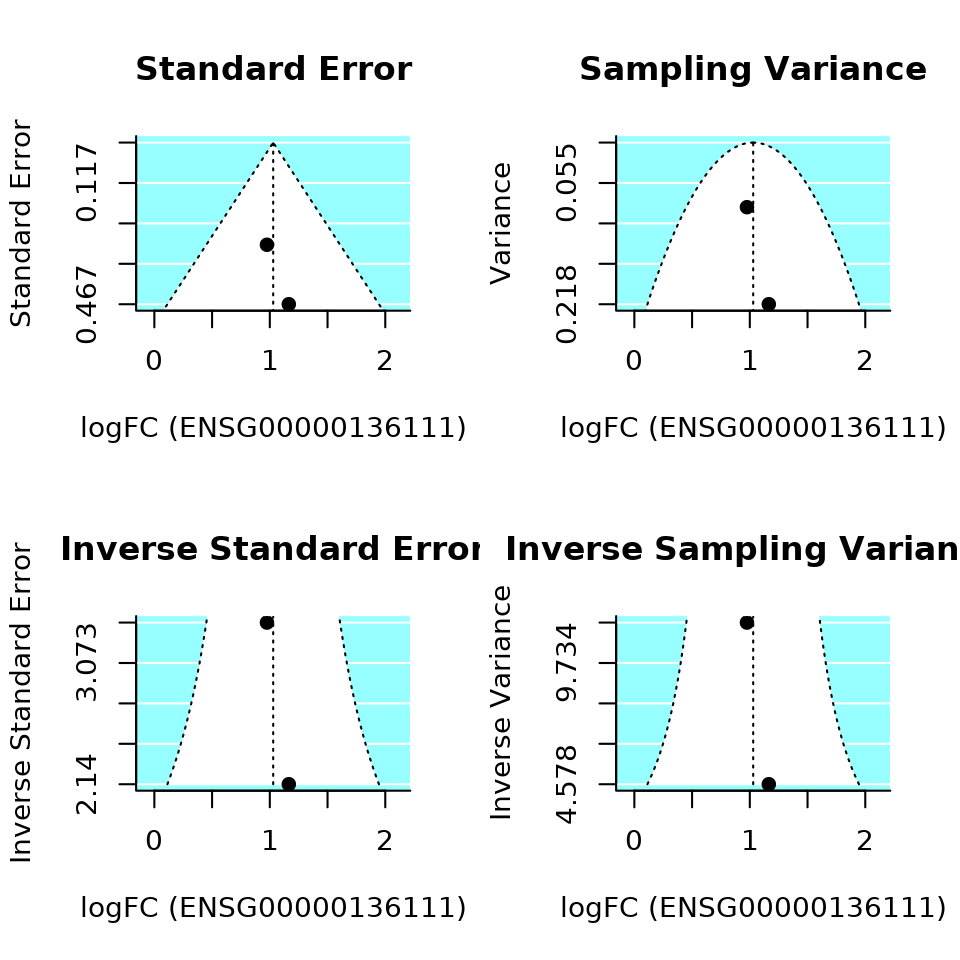 Standard Error
Standard Error
0.117
0.467
0 1 2
logFC (ENSG00000136111)
Sampling Variance
Variance
0.055
0.218
0 1 2
logFC (ENSG00000136111)
Inverse Standard Error
Inverse Standard Error
3.073
2.14
0 1 2
logFC (ENSG00000136111)
Inverse Sampling Varian
Inverse Variance
9.734
4.578
0 1 2
logFC (ENSG00000136111)